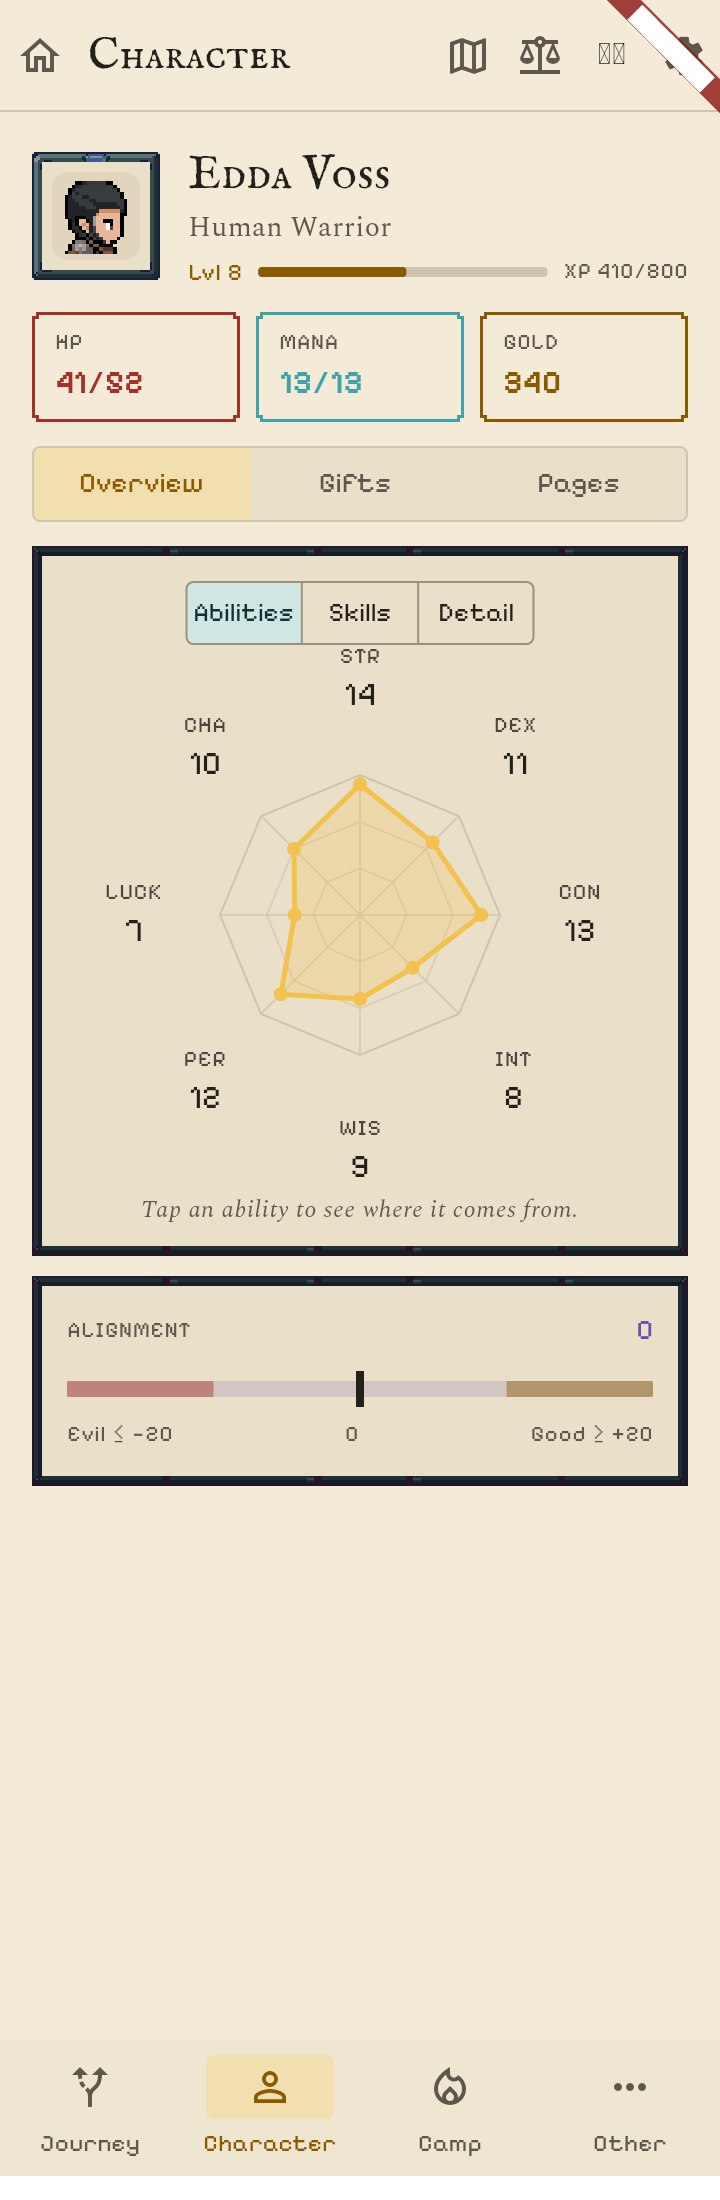 Character
Edda Voss
Human Warrior
Lvl 8
XP 410/800
HP
41/52
MANA
13/13
GOLD
340
Overview
Gifts
Pages
Abilities
Skills
Detail
STR
14
CHA
10
DEX
11
LUCK
7
CON
13
PER
12
INT
8
WIS
9
Tap an ability to see where it comes from.
ALIGNMENT
0
Evil ≤ -20
0
Good ≥ +20
Journey
Character
Camp
Other